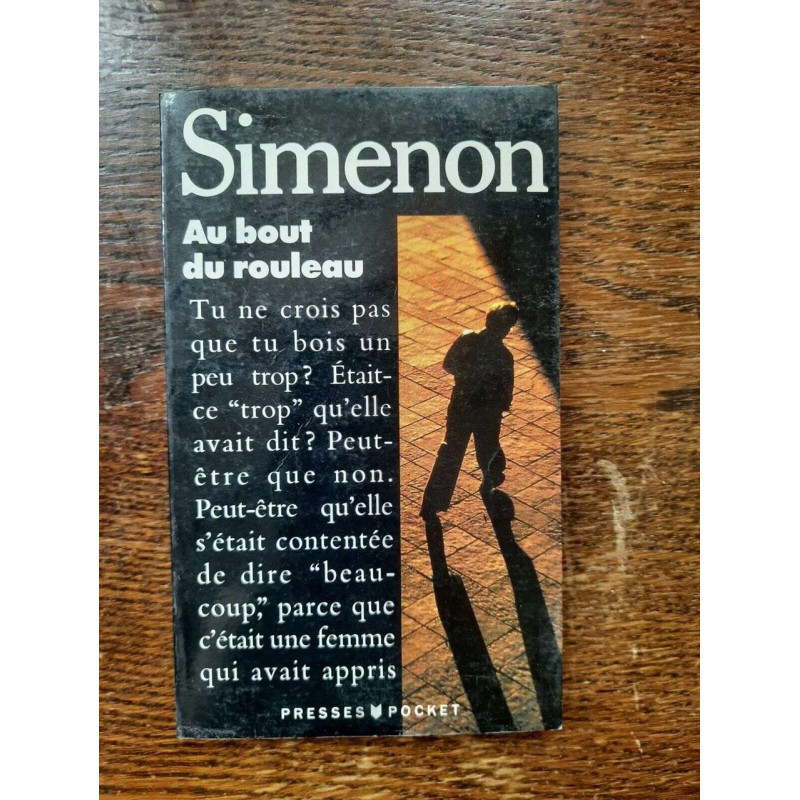 Simenon
Au bout
du rouleau
Tu ne crois pas
que tu bois un
peu trop? Était-
ce “trop” qu'elle
avait dit? Peut-
être que non.
Peut-être qu'elle
s'était contentée
de dire “beau-
coup”, parce que
c'était une femme
qui avait appris
PRESSES POCKET